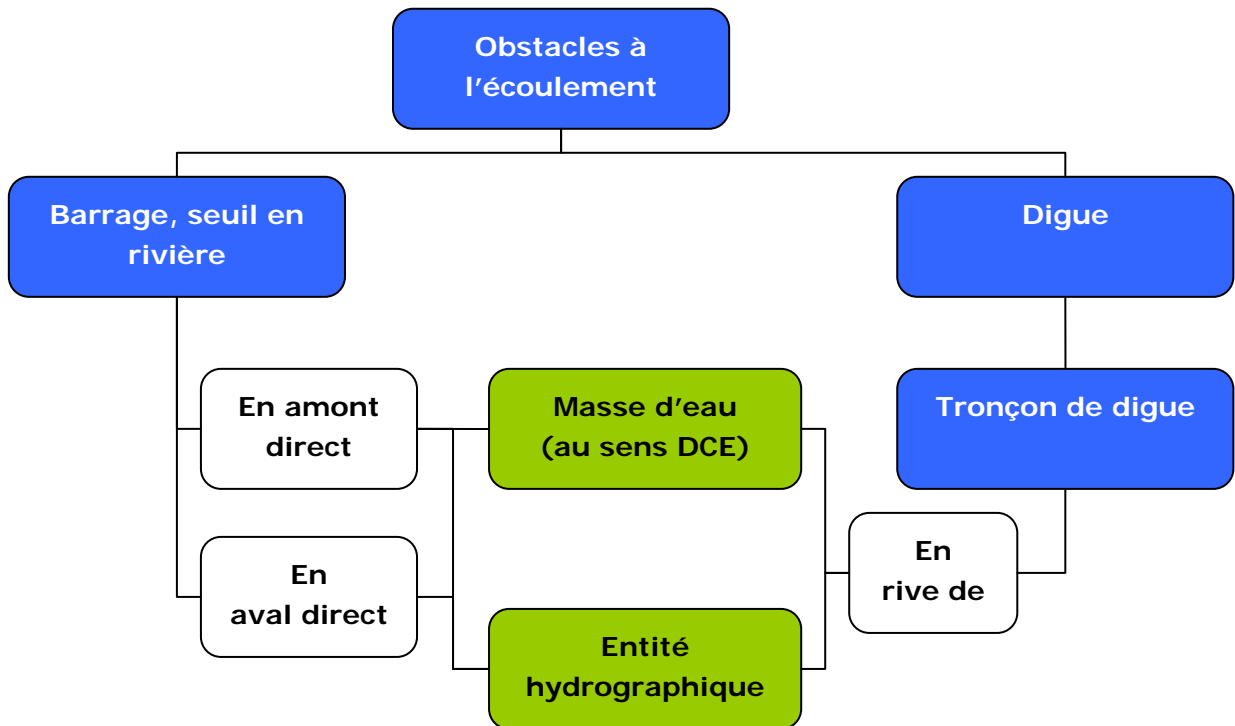 Obstacles à
l'écoulement
Barrage, seuil en
rivière
Digue
En amont
direct
Masse d'eau
(au sens DCE)
Tronçon de digue
En
aval direct
En
rive de
Entité
hydrographique